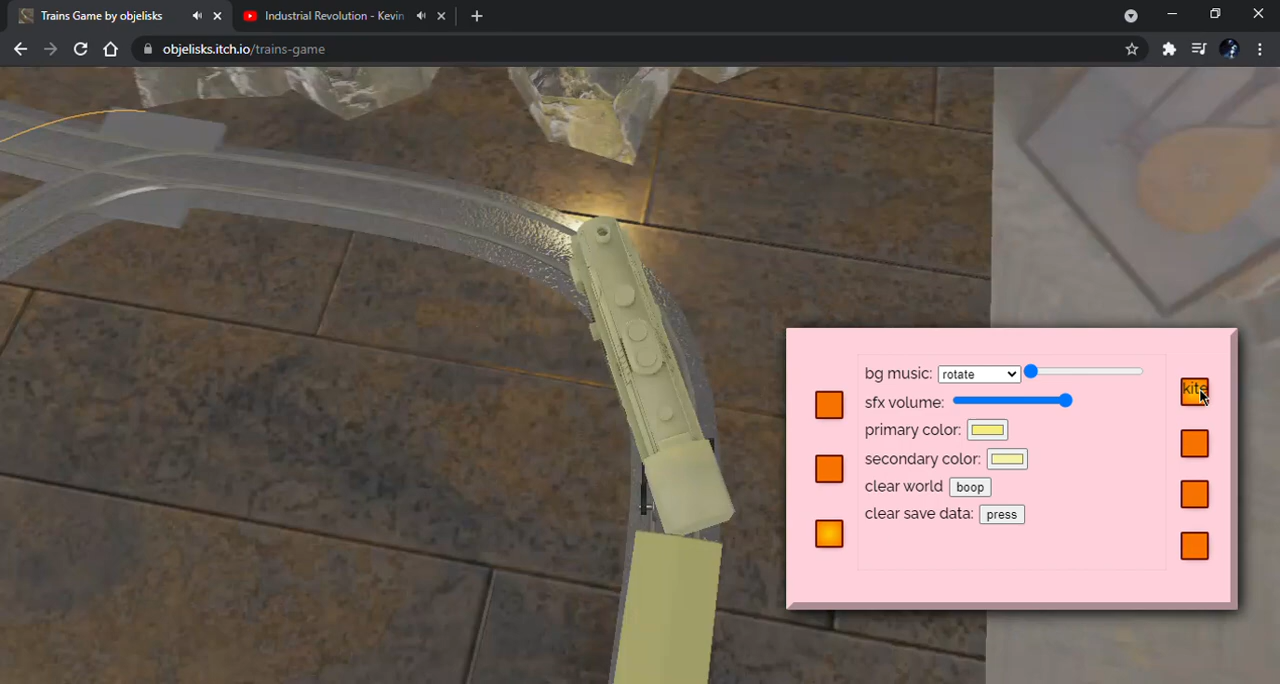 Trains Game by objelisks
Industrial Revolution - Kevin
objelisks.itch.io/trains-game
bg music: rotate
sfx volume:
primary color:
secondary color:
clear world boop
clear save data: press
kite